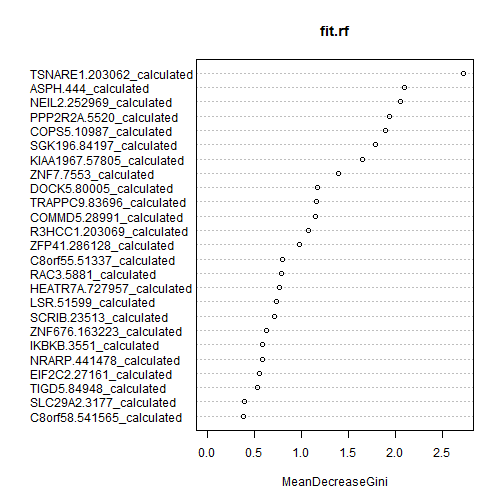 fit.rf
TSNARE1.203062_calculated
ASPH.444_calculated
NEIL2.252969_calculated
PPP2R2A.5520_calculated
COPS5.10987_calculated
SGK196.84197_calculated
KIAA1967.57805_calculated
ZNF7.7553_calculated
DOCK5.80005_calculated
TRAPPC9.83696_calculated
COMMD5.28991_calculated
R3HCC1.203069_calculated
ZFP41.286128_calculated
C8orf55.51337_calculated
RAC3.5881_calculated
HEATR7A.727957_calculated
LSR.51599_calculated
SCRIB.23513_calculated
ZNF676.163223_calculated
IKBKB.3551_calculated
NRARP.441478_calculated
EIF2C2.27161_calculated
TIGD5.84948_calculated
SLC29A2.3177_calculated
C8orf58.541565_calculated
0.0 0.5 1.0 1.5 2.0 2.5
MeanDecreaseGini